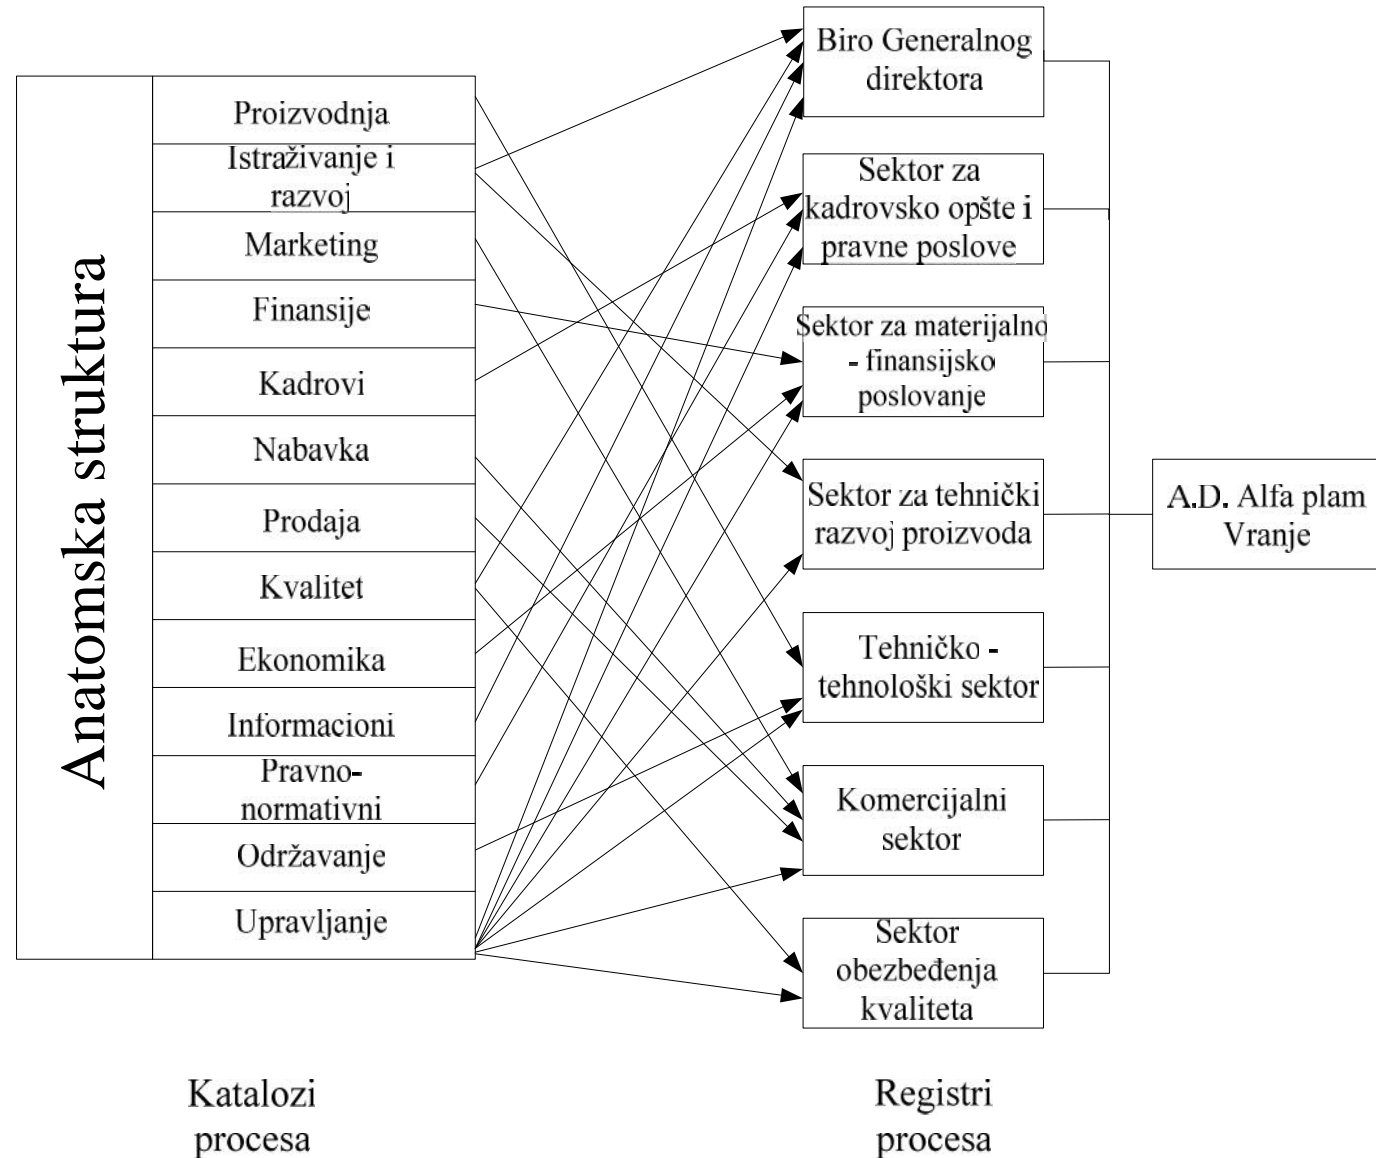 Anatomska struktura
Proizvodnja
Istraživanje i
razvoj
Marketing
Finansije
Kadrovi
Nabavka
Prodaja
Kvalitet
Ekonomika
Informacioni
Pravno-
normativni
Održavanje
Upravljanje
Katalozi
procesa
Biro Generalnog
direktora
Sektor za
kadrovsko opšte i
pravne poslove
Sektor za materijalno
- finansijsko
poslovanje
Sektor za tehnički
razvoj proizvoda
Tehničko -
tehnološki sektor
Komercijalni
sektor
Sektor
obezbeđenja
kvaliteta
Registri
procesa
A.D. Alfa plam
Vranje